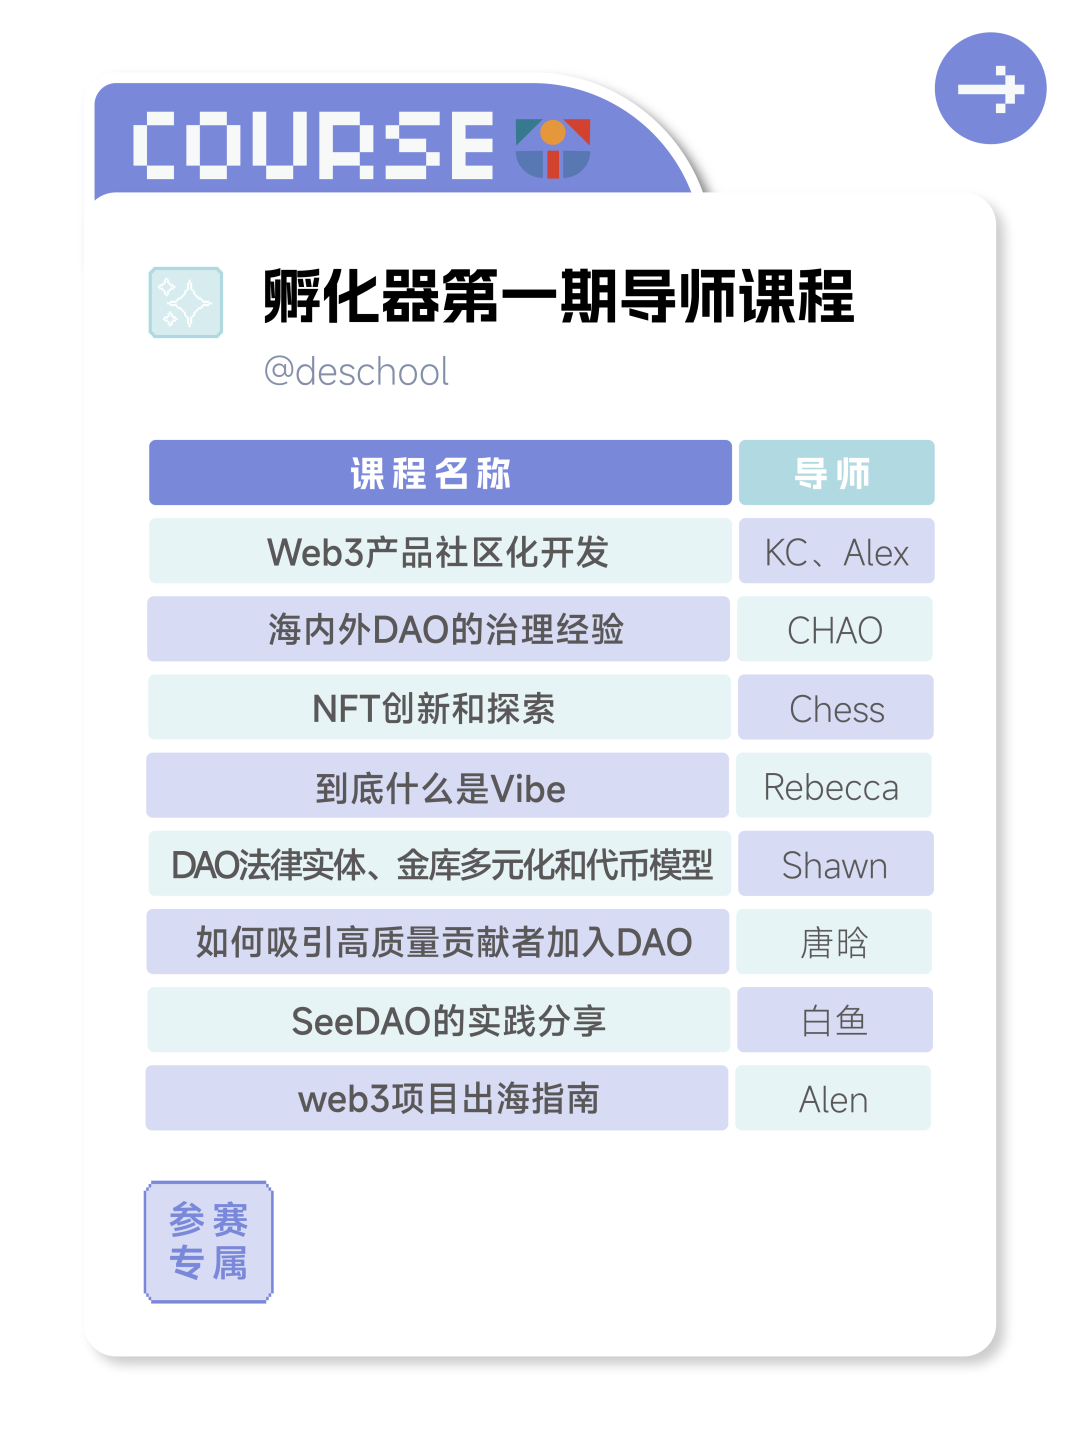 COURSE
孵化器第一期导师课程
@deschool
课程名称 导师
Web3产品社区化开发 KC、Alex
海内外DAO的治理经验 CHAO
NFT创新和探索 Chess
到底什么是Vibe Rebecca
DAO法律实体、金库多元化和代币模型 Shawn
如何吸引高质量贡献者加入DAO 唐晗
SeeDAO的实践分享 白鱼
web3项目出海指南 Alen
参赛
专属